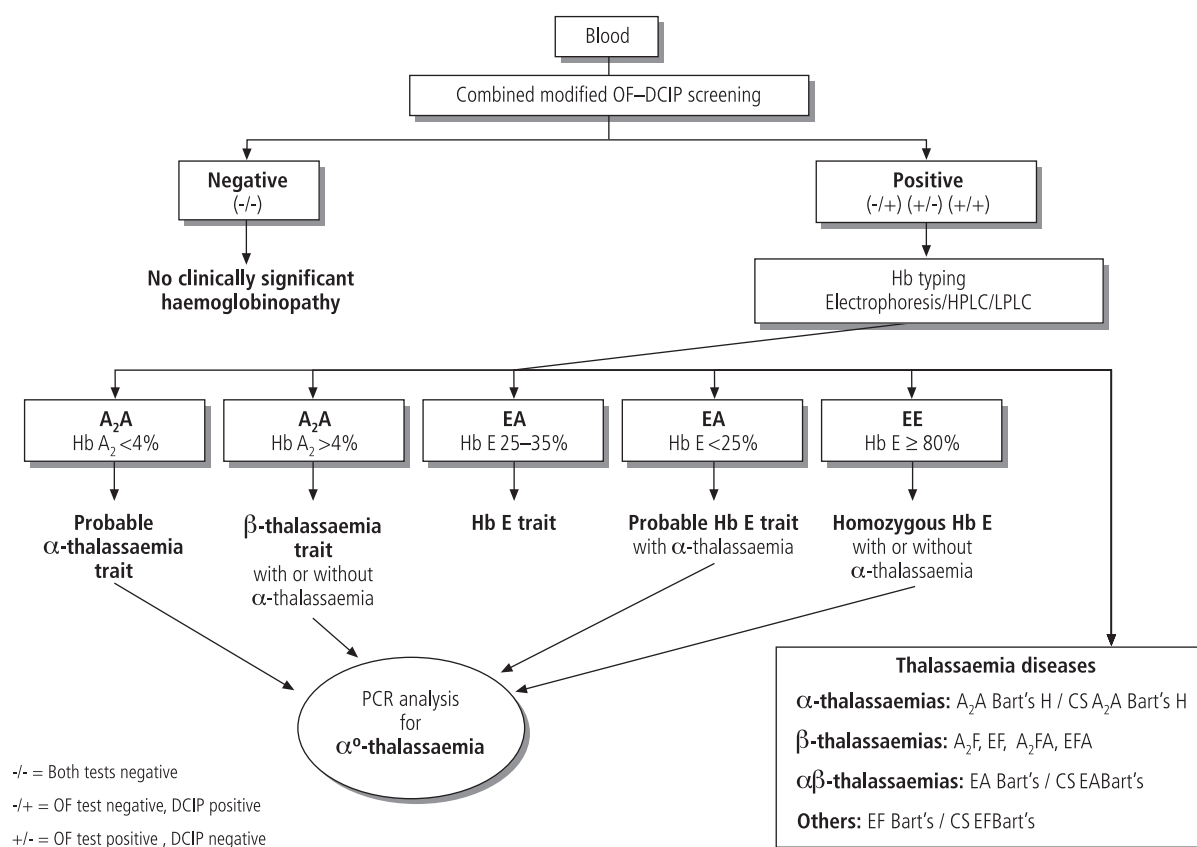 Blood
Combined modified OF–DCIP screening
Negative
(-/-)
Positive
(-/+) (+/-) (+/+)
No clinically significant
haemoglobinopathy
Hb typing
Electrophoresis/HPLC/LPLC
A₂A
Hb A₂ <4%
A₂A
Hb A₂ >4%
EA
Hb E 25–35%
EA
Hb E <25%
EE
Hb E ≥ 80%
Probable
α-thalassaemia
trait
β-thalassaemia
trait
with or without
α-thalassaemia
Hb E trait
Probable Hb E trait
with α-thalassaemia
Homozygous Hb E
with or without
α-thalassaemia
PCR analysis
for
α⁰-thalassaemia
Thalassaemia diseases
α-thalassaemias: A₂A Bart's H / CS A₂A Bart's H
β-thalassaemias: A₂F, EF, A₂FA, EFA
αβ-thalassaemias: EA Bart's / CS EABart's
Others: EF Bart's / CS EFBart's
-/- = Both tests negative
-/+ = OF test negative, DCIP positive
+/- = OF test positive , DCIP negative